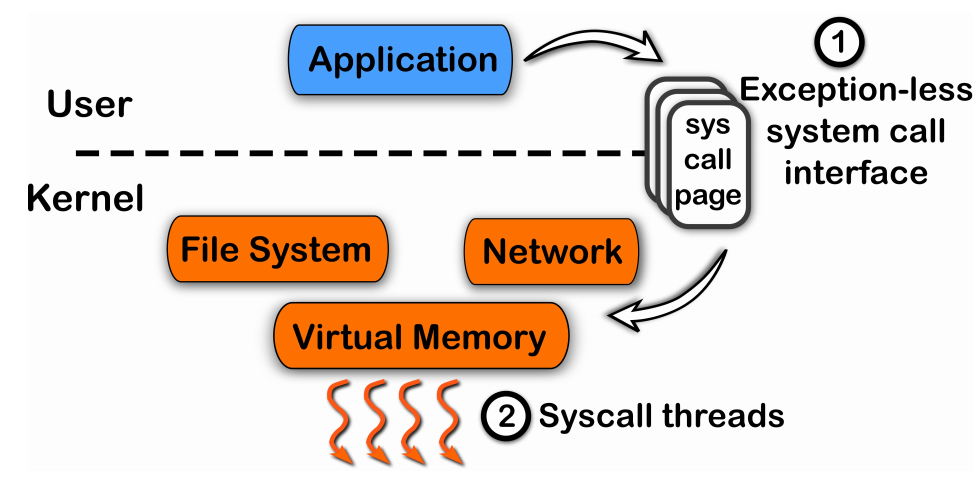 Application
1
Exception-less
system call
interface
User
sys
call
page
Kernel
File System
Network
Virtual Memory
2 Syscall threads